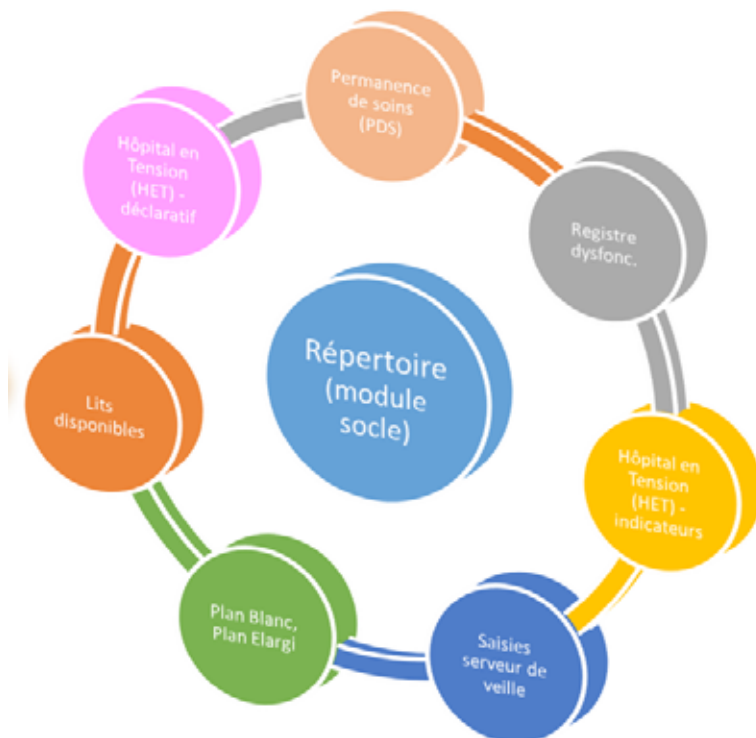 Permanence
de soins
(PDS)
Registre
dysfonc.
Hôpital en
Tension
(HET) -
indicateurs
Saisies
serveur de
veille
Plan Blanc,
Plan Elargi
Lits
disponibles
Hôpital en
Tension
(HET) -
déclaratif
Répertoire
(module
socle)